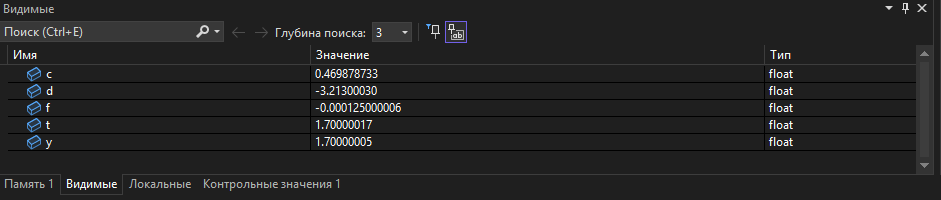 Видимые
Поиск (Ctrl+E) Глубина поиска: 3
Имя Значение Тип
c 0.469878733 float
d -3.21300030 float
f -0.000125000006 float
t 1.70000017 float
y 1.70000005 float
Память 1 Видимые Локальные Контрольные значения 1